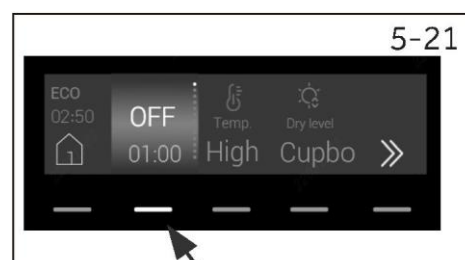 5-21
ECO
02:50
OFF
01:00
Temp.
High
Dry level
Cupbo